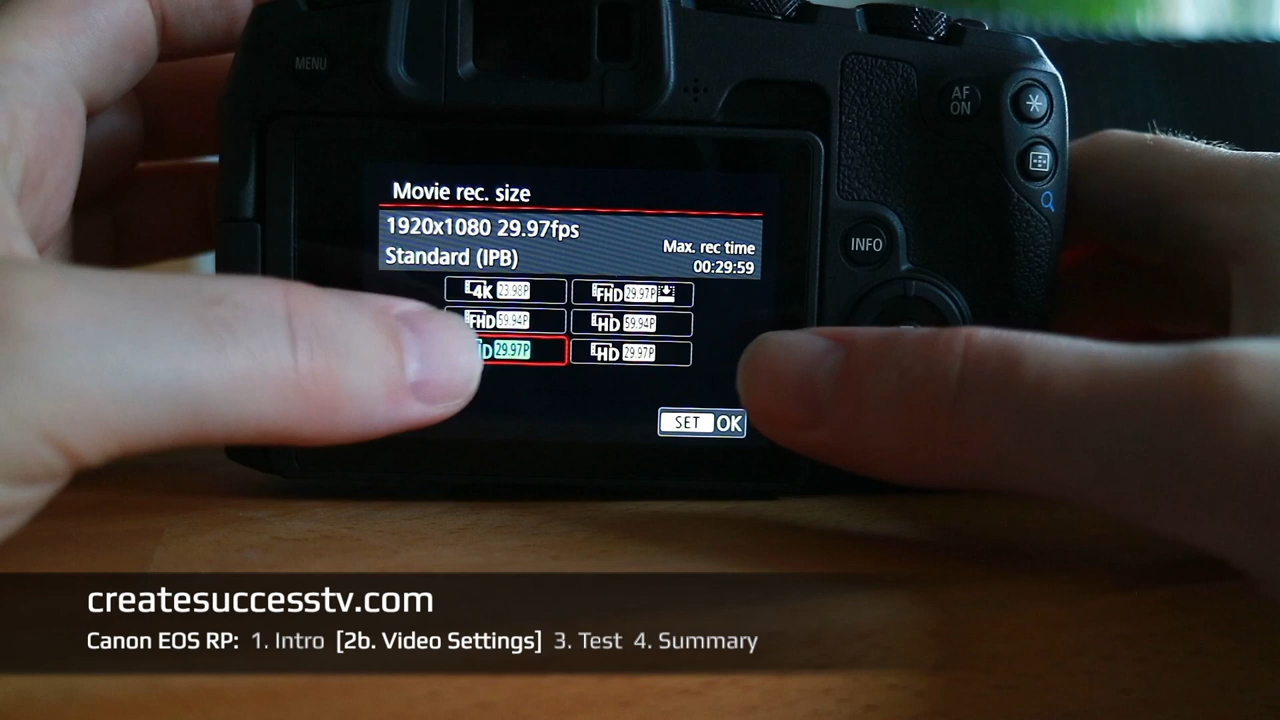 MENU
AF
ON
INFO
Movie rec. size
1920x1080 29.97fps
Standard (IPB)
Max. rec time
00:29:59
4K 23.98P
FHD 29.97P
FHD 59.94P
HD 59.94P
D 29.97P
HD 29.97P
SET OK
createsuccesstv.com
Canon EOS RP: 1. Intro [2b. Video Settings] 3. Test 4. Summary